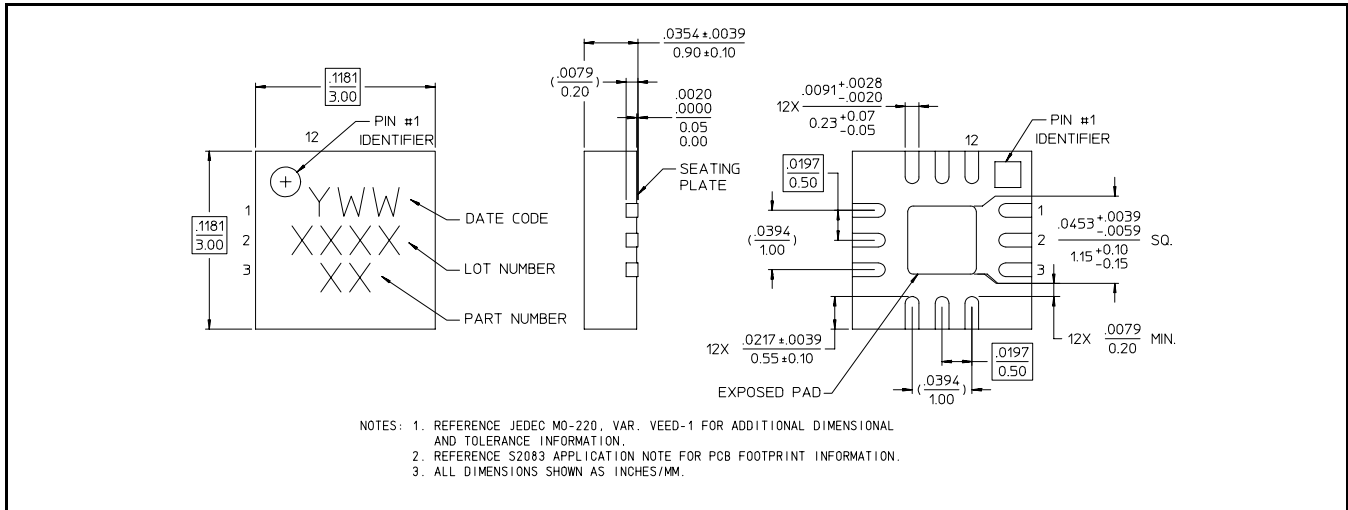 .1181
3.00
PIN #1
IDENTIFIER
12
.1181
3.00
1
2
3
YWW
XXXX
XX
DATE CODE
LOT NUMBER
PART NUMBER
.0354 ±.0039
0.90 ±0.10
(.0079)
0.20
.0020
.0000
0.05
0.00
SEATING
PLATE
12X .0091 +.0028
-.0020
0.23 +0.07
-0.05
12
PIN #1
IDENTIFIER
.0197
0.50
(.0394)
1.00
1
2
3
.0453 +.0039
-.0059
1.15 +0.10
-0.15
SQ.
12X .0217 ±.0039
0.55 ±0.10
12X .0079 MIN.
0.20
.0197
0.50
(.0394)
1.00
EXPOSED PAD
NOTES: 1. REFERENCE JEDEC MO-220, VAR. VEED-1 FOR ADDITIONAL DIMENSIONAL
AND TOLERANCE INFORMATION.
2. REFERENCE S2083 APPLICATION NOTE FOR PCB FOOTPRINT INFORMATION.
3. ALL DIMENSIONS SHOWN AS INCHES/MM.